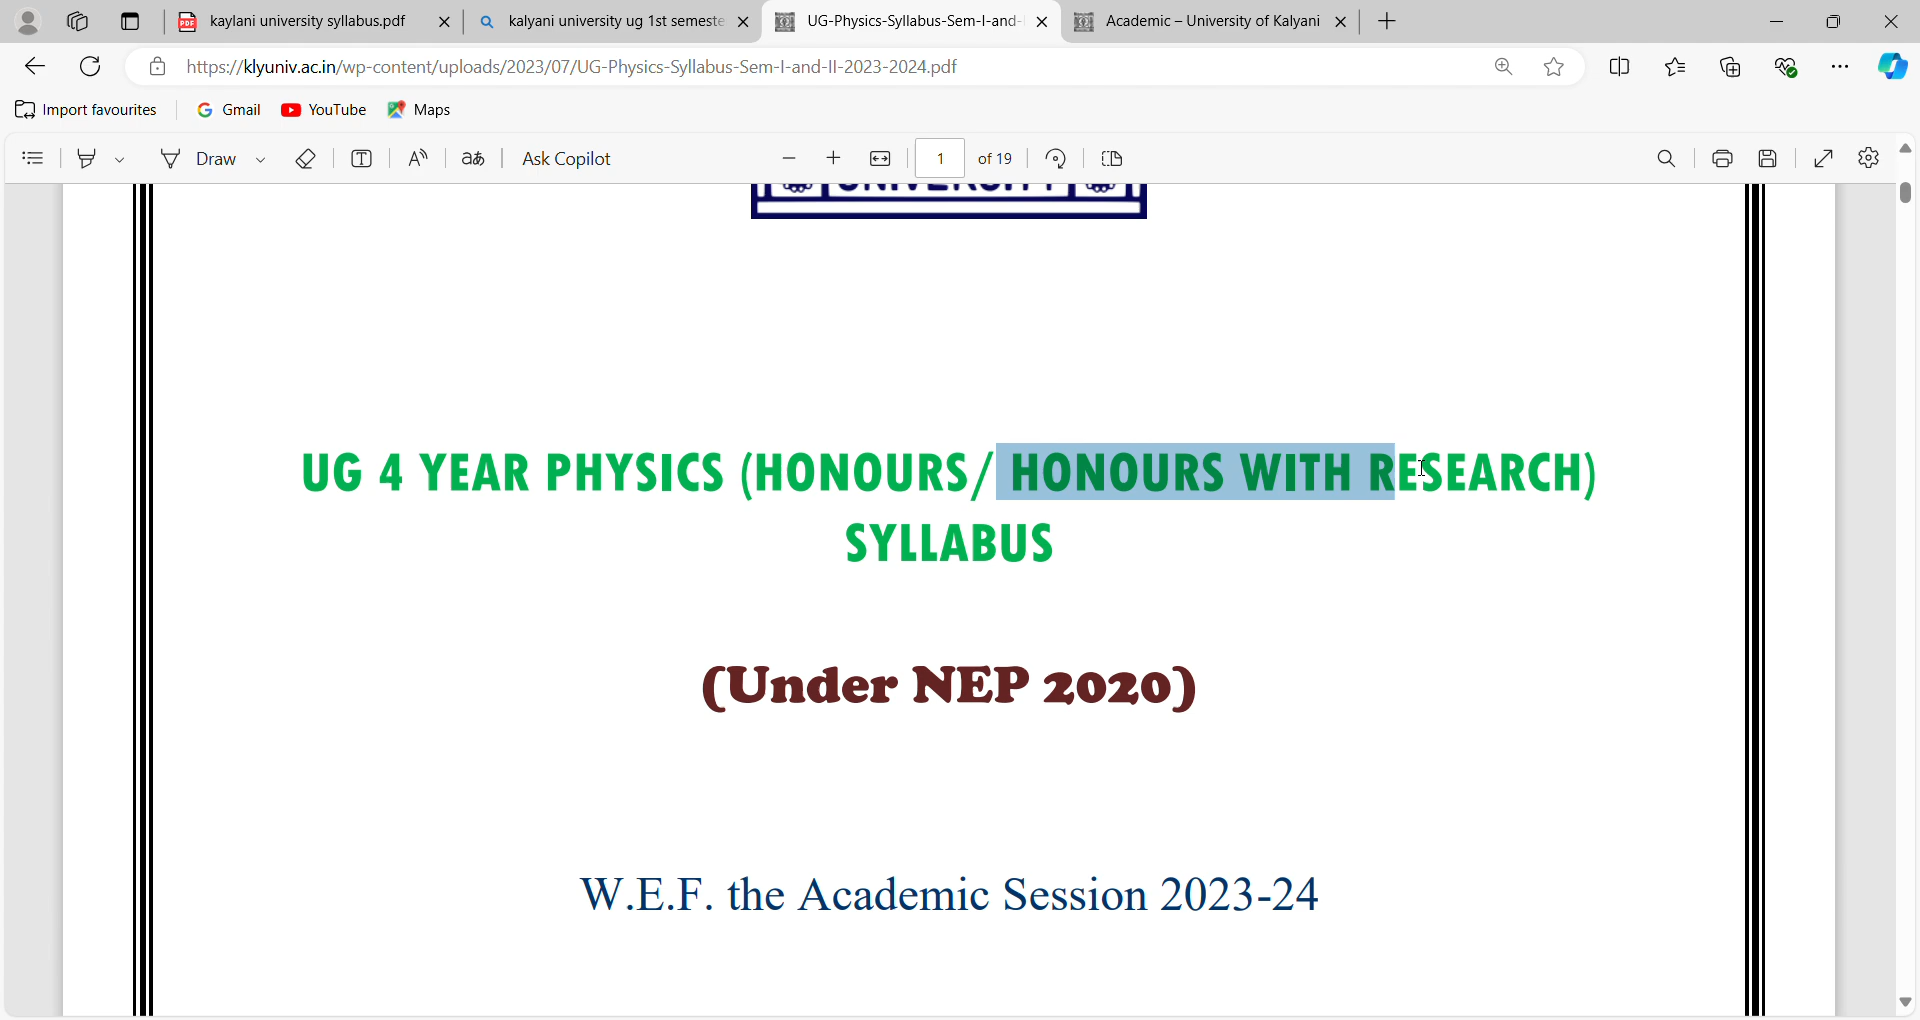 kaylani university syllabus.pdf
kalyani university ug 1st semeste
UG-Physics-Syllabus-Sem-I-and-
Academic – University of Kalyani
https://klyuniv.ac.in/wp-content/uploads/2023/07/UG-Physics-Syllabus-Sem-I-and-II-2023-2024.pdf
Import favourites
Gmail
YouTube
Maps
Draw
aあ
Ask Copilot
1 of 19
UNIVERSITY
UG 4 YEAR PHYSICS (HONOURS/ HONOURS WITH RESEARCH)
SYLLABUS
(Under NEP 2020)
W.E.F. the Academic Session 2023-24